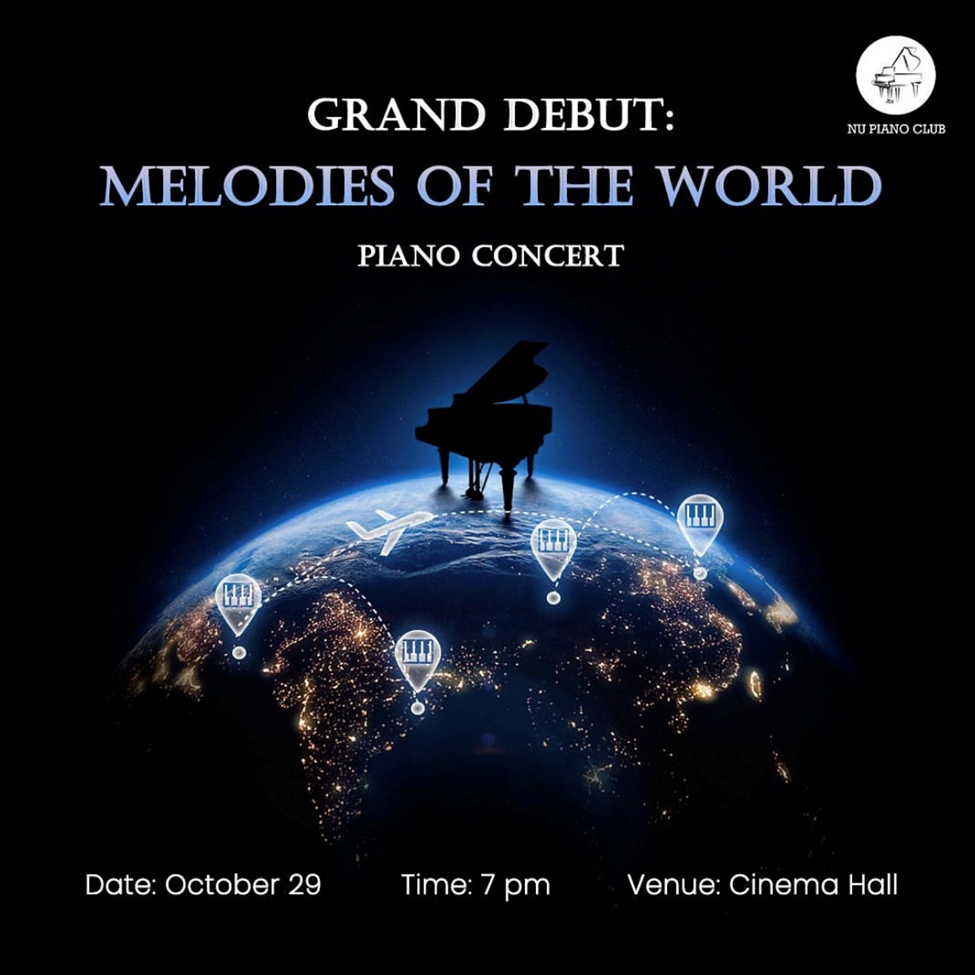 NU PIANO CLUB
GRAND DEBUT:
MELODIES OF THE WORLD
PIANO CONCERT
Date: October 29
Time: 7 pm
Venue: Cinema Hall